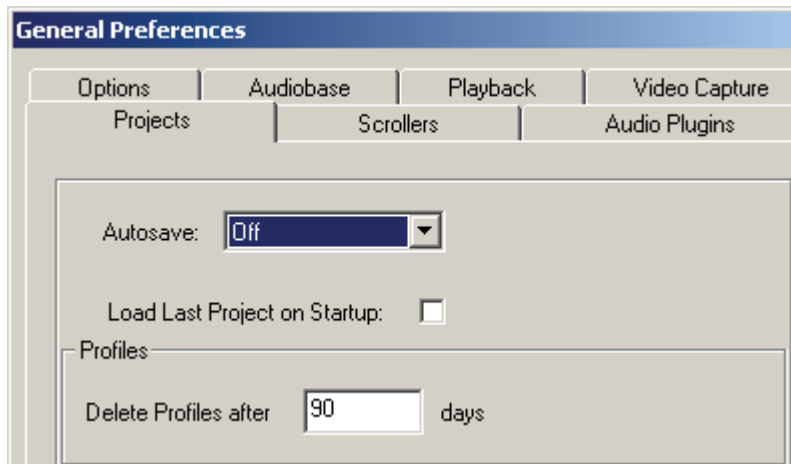 General Preferences
Options Audiobase Playback Video Capture
Projects Scrollers Audio Plugins
Autosave: Off
Load Last Project on Startup:
Profiles
Delete Profiles after 90 days